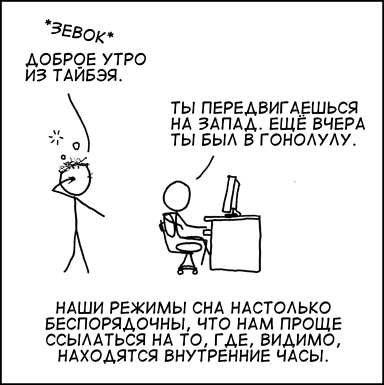 *ЗЕВОК*
ДОБРОЕ УТРО
ИЗ ТАЙБЭЯ.
ТЫ ПЕРЕДВИГАЕШЬСЯ
НА ЗАПАД. ЕЩЁ ВЧЕРА
ТЫ БЫЛ В ГОНОЛУЛУ.
НАШИ РЕЖИМЫ СНА НАСТОЛЬКО
БЕСПОРЯДОЧНЫ, ЧТО НАМ ПРОЩЕ
ССЫЛАТЬСЯ НА ТО, ГДЕ, ВИДИМО,
НАХОДЯТСЯ ВНУТРЕННИЕ ЧАСЫ.